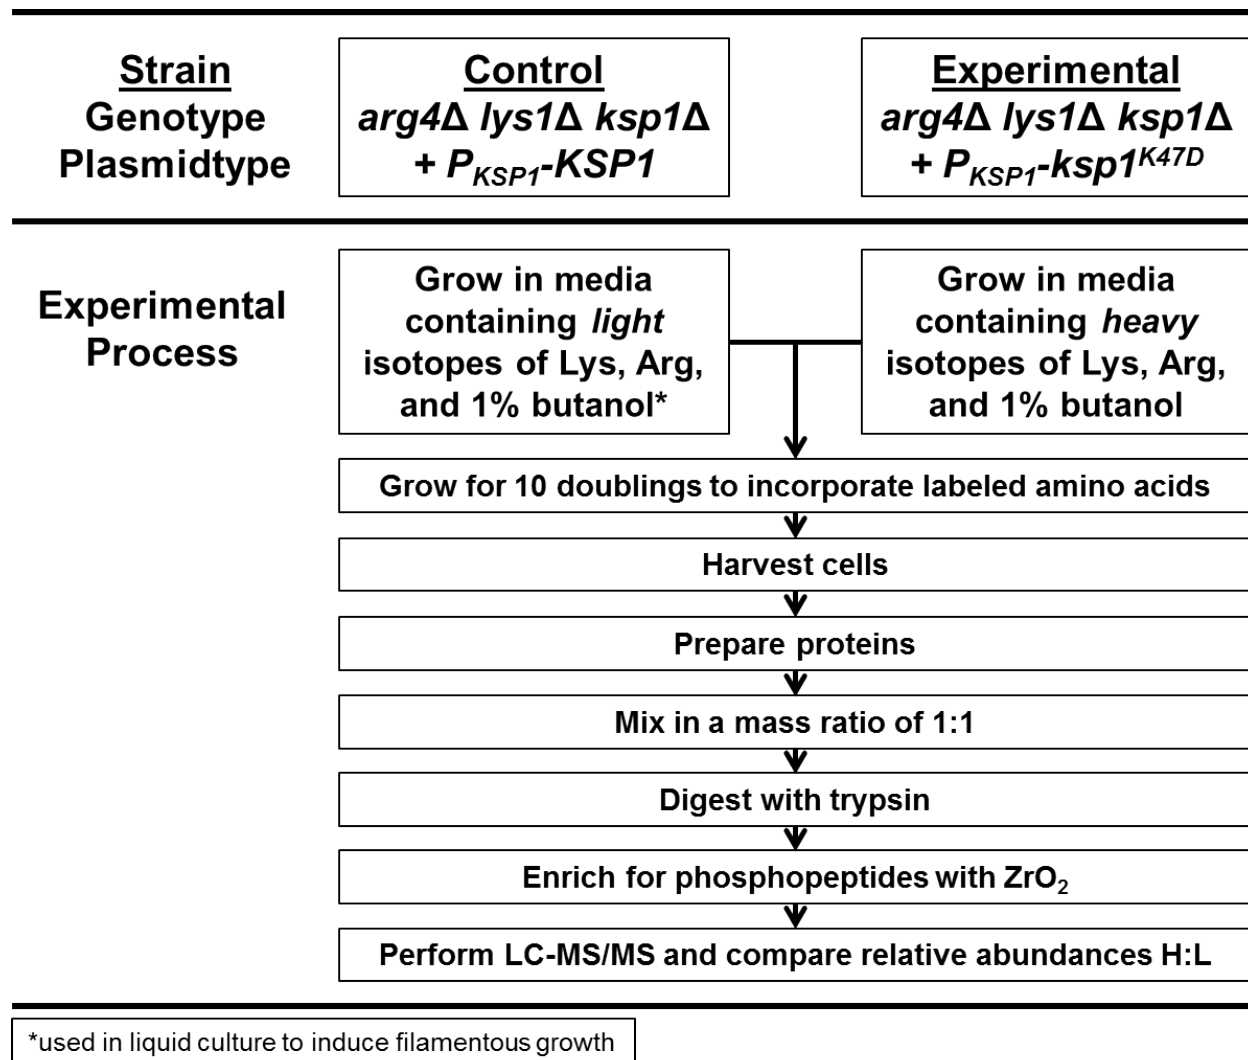 Strain
Genotype
Plasmidtype
Control
arg4Δ lys1Δ ksp1Δ
+ PKSP1-KSP1
Experimental
arg4Δ lys1Δ ksp1Δ
+ PKSP1-ksp1K47D
Experimental
Process
Grow in media
containing light
isotopes of Lys, Arg,
and 1% butanol*
Grow in media
containing heavy
isotopes of Lys, Arg,
and 1% butanol
Grow for 10 doublings to incorporate labeled amino acids
Harvest cells
Prepare proteins
Mix in a mass ratio of 1:1
Digest with trypsin
Enrich for phosphopeptides with ZrO2
Perform LC-MS/MS and compare relative abundances H:L
*used in liquid culture to induce filamentous growth